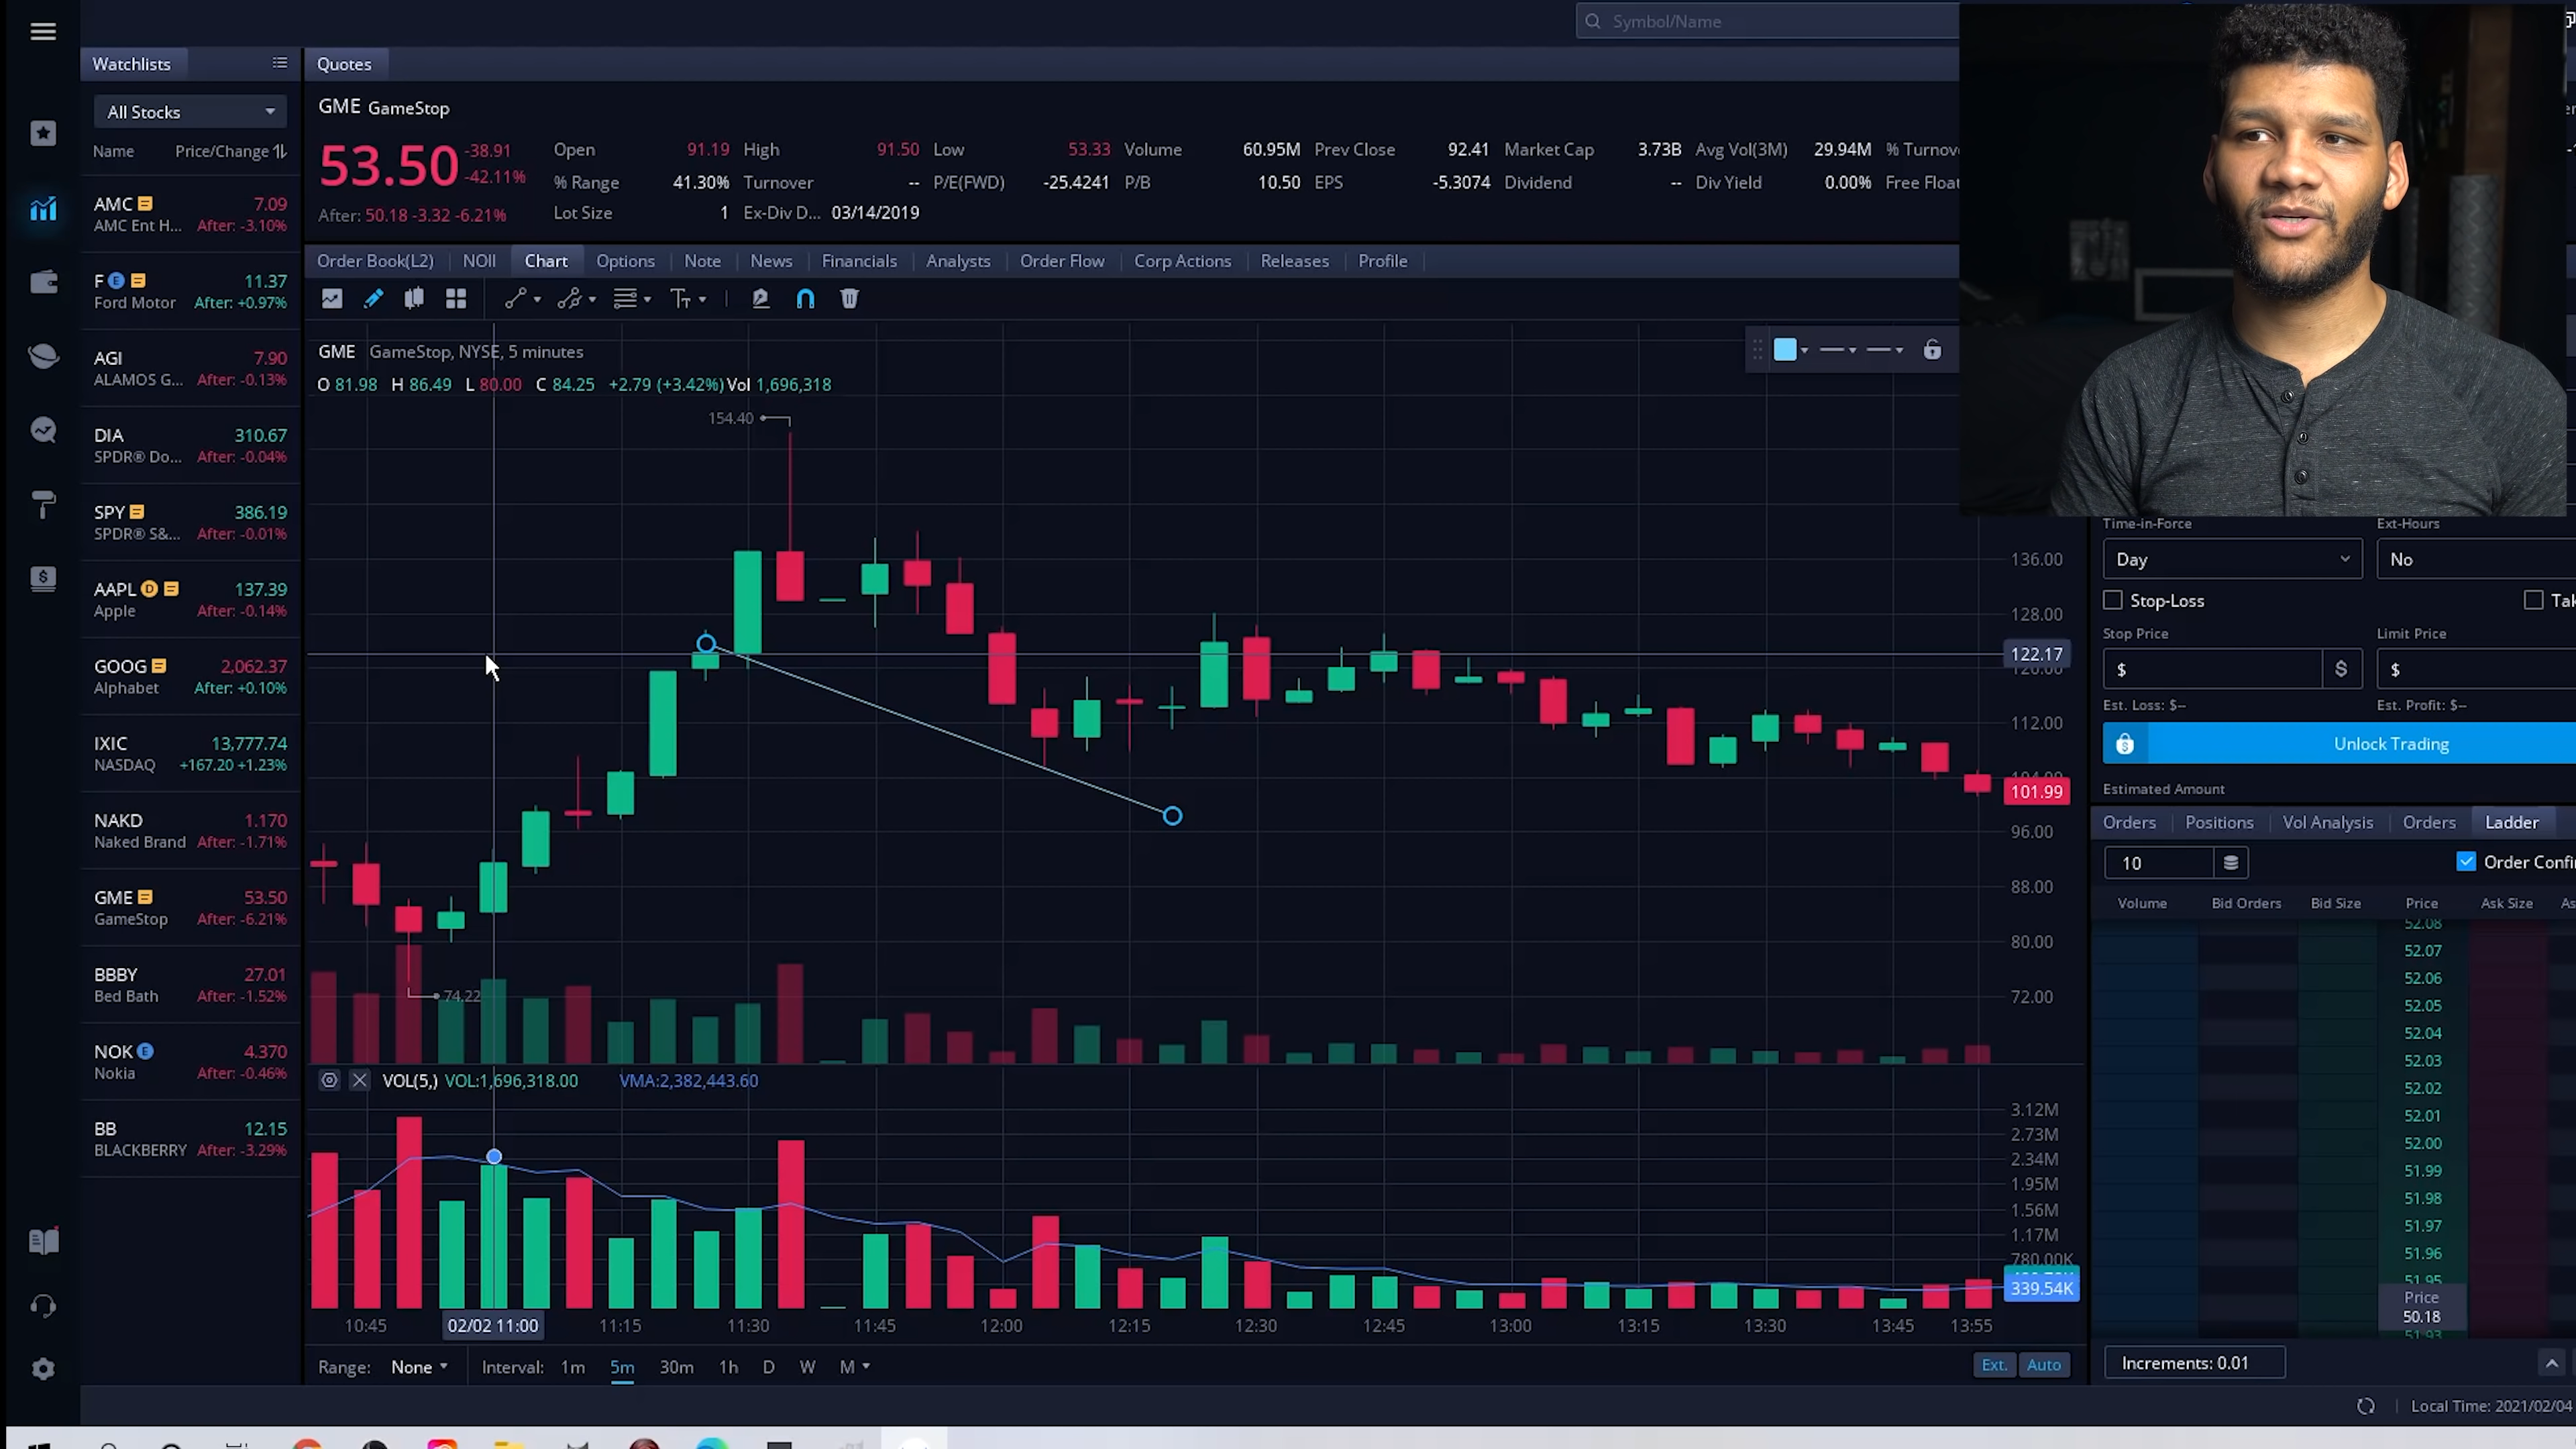 Symbol/Name
Watchlists
Quotes
All Stocks
Name Price/Change
AMC 7.09
AMC Ent H... After: -3.10%
F E 11.37
Ford Motor After: +0.97%
AGI 7.90
ALAMOS G... After: -0.13%
DIA 310.67
SPDR® Do... After: -0.04%
SPY 386.19
SPDR® S&... After: -0.01%
AAPL D 137.39
Apple After: -0.14%
GOOG 2,062.37
Alphabet After: +0.10%
IXIC 13,777.74
NASDAQ +167.20 +1.23%
NAKD 1.170
Naked Brand After: -1.71%
GME 53.50
GameStop After: -6.21%
BBBY 27.01
Bed Bath After: -1.52%
NOK E 4.370
Nokia After: -0.46%
BB 12.15
BLACKBERRY After: -3.29%
GME GameStop
53.50 -38.91
-42.11%
After: 50.18 -3.32 -6.21%
Open 91.19 High 91.50 Low 53.33 Volume 60.95M Prev Close 92.41 Market Cap 3.73B Avg Vol(3M) 29.94M % Turnov
% Range 41.30% Turnover -- P/E(FWD) -25.4241 P/B 10.50 EPS -5.3074 Dividend -- Div Yield 0.00% Free Float
Lot Size 1 Ex-Div D... 03/14/2019
Order Book(L2) NOII Chart Options Note News Financials Analysts Order Flow Corp Actions Releases Profile
GME GameStop, NYSE, 5 minutes
O 81.98 H 86.49 L 80.00 C 84.25 +2.79 (+3.42%) Vol 1,696,318
154.40
74.22
136.00
128.00
122.17
120.00
112.00
101.99
96.00
88.00
80.00
72.00
VOL(5,) VOL:1,696,318.00 VMA:2,382,443.60
3.12M
2.73M
2.34M
1.95M
1.56M
1.17M
780.00K
339.54K
10:45 02/02 11:00 11:15 11:30 11:45 12:00 12:15 12:30 12:45 13:00 13:15 13:30 13:45 13:55
Range: None Interval: 1m 5m 30m 1h D W M
Ext. Auto
Time-in-Force Ext-Hours
Day No
Stop-Loss Tak
Stop Price Limit Price
$ $ $
Est. Loss: $-- Est. Profit: $--
Unlock Trading
Estimated Amount
Orders Positions Vol Analysis Orders Ladder
10 Order Confi
Volume Bid Orders Bid Size Price Ask Size As
52.08
52.07
52.06
52.05
52.04
52.03
52.02
52.01
52.00
51.99
51.98
51.97
51.96
51.95
Price
50.18
51.93
Increments: 0.01
Local Time: 2021/02/04